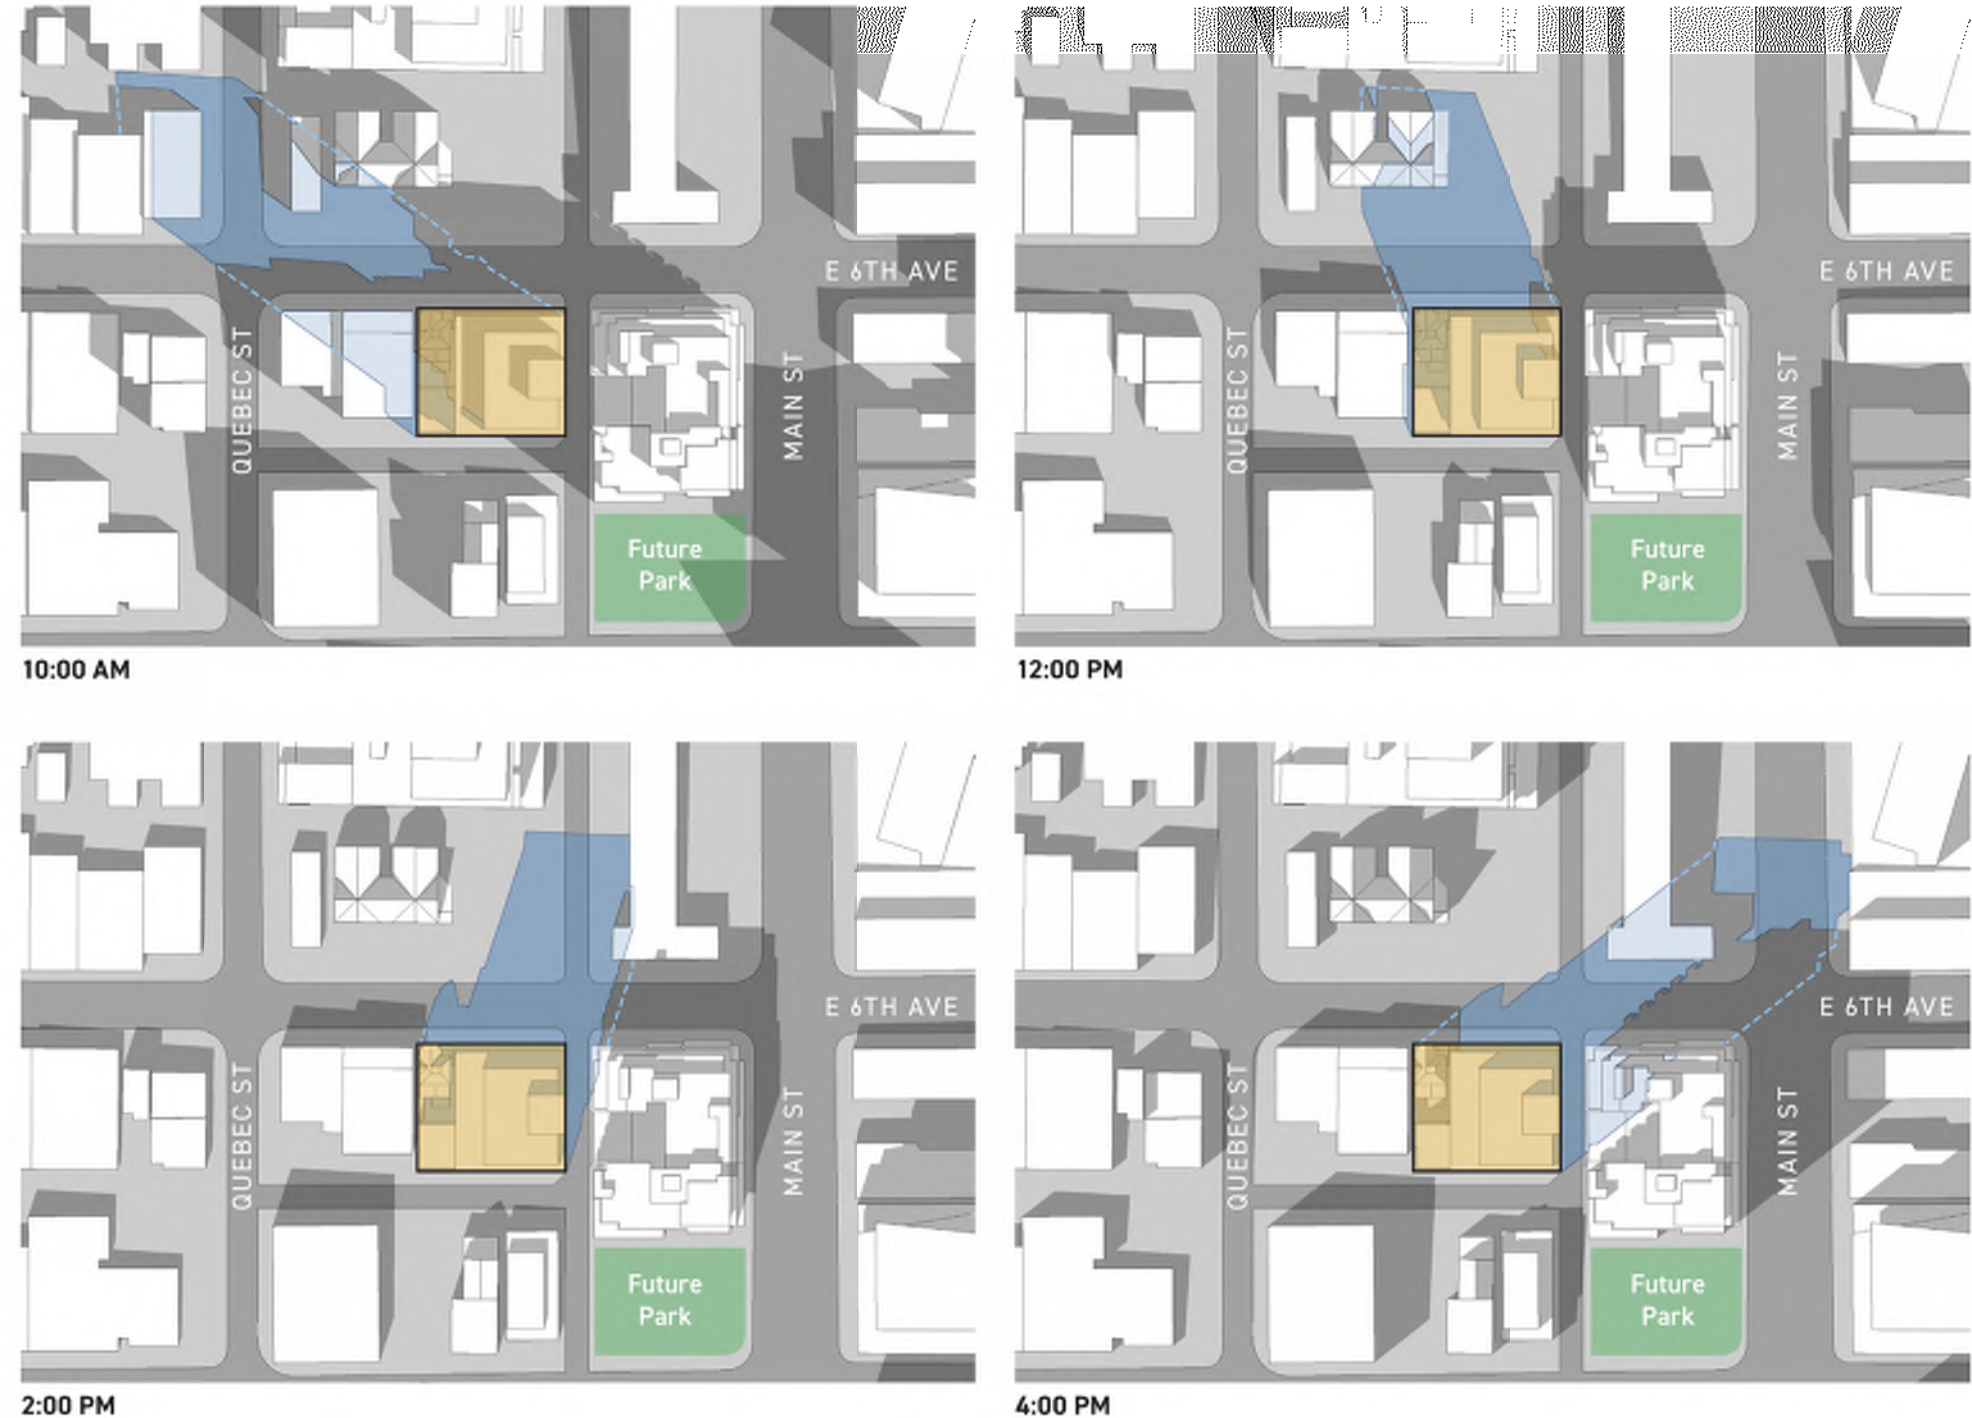 E 6TH AVE
QUEBEC ST
MAIN ST
Future
Park
10:00 AM
E 6TH AVE
QUEBEC ST
MAIN ST
Future
Park
12:00 PM
E 6TH AVE
QUEBEC ST
MAIN ST
Future
Park
2:00 PM
E 6TH AVE
QUEBEC ST
MAIN ST
Future
Park
4:00 PM